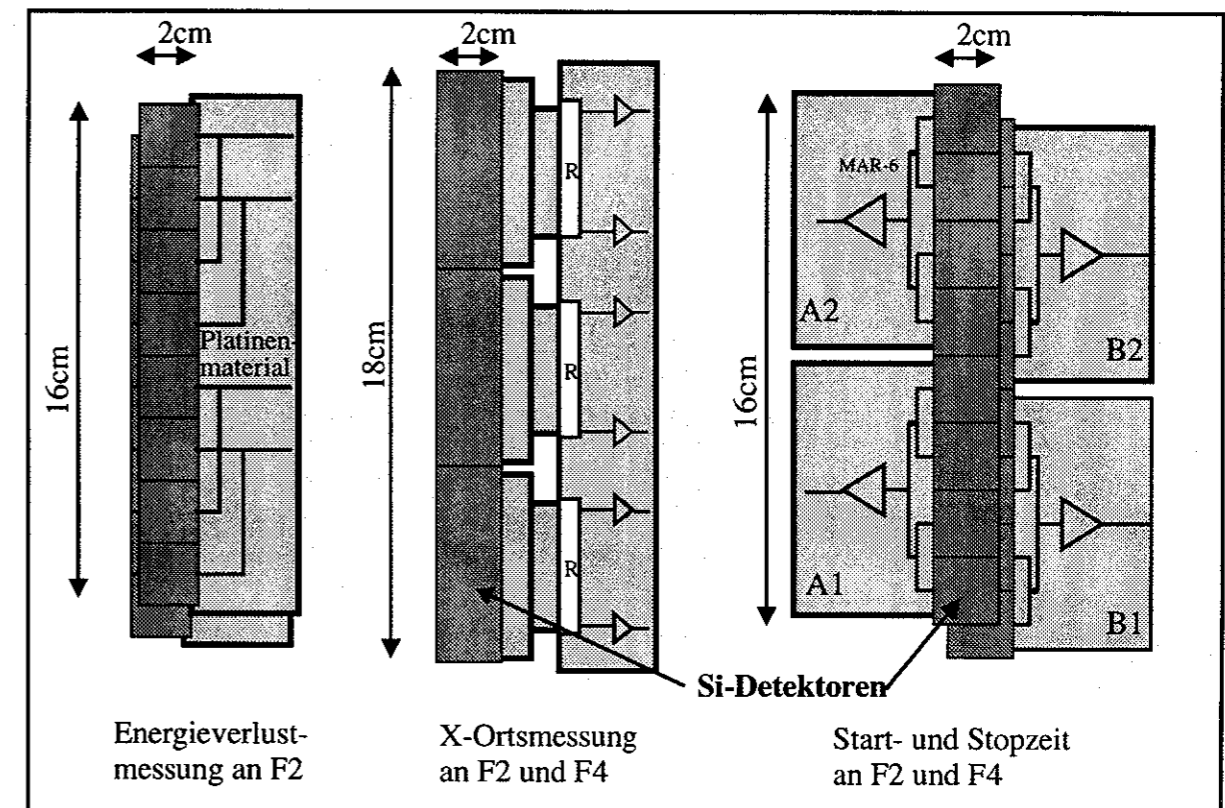 2cm
16cm
Platinen-
material
Energieverlust-
messung an F2
2cm
18cm
R
R
R
X-Ortsmessung
an F2 und F4
2cm
16cm
MAR-6
A2
B2
A1
B1
Si-Detektoren
Start- und Stopzeit
an F2 und F4